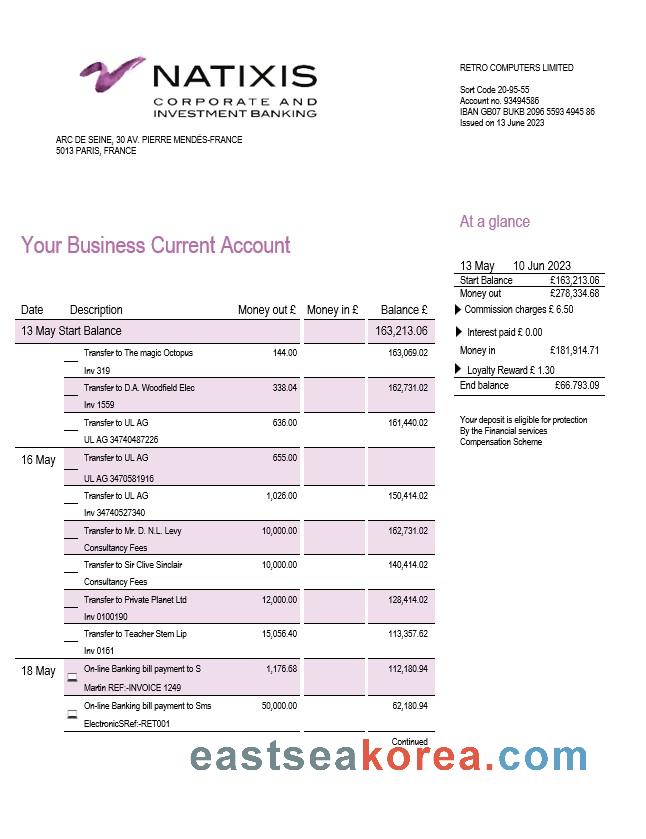 NATIXIS
CORPORATE AND
INVESTMENT BANKING
ARC DE SEINE, 30 AV. PIERRE MENDÈS-FRANCE
5013 PARIS, FRANCE
RETRO COMPUTERS LIMITED
Sort Code 20-95-55
Account no. 93494586
IBAN GB07 BUKB 2096 5593 4945 86
Issued on 13 June 2023
Your Business Current Account
At a glance
13 May 10 Jun 2023
Start Balance £163,213.06
Money out £278,334.68
Commission charges £ 6.50
Interest paid £ 0.00
Money in £181,914.71
Loyalty Reward £ 1.30
End balance £66.793.09
Your deposit is eligible for protection
By the Financial services
Compensation Scheme
Date Description Money out £ Money in £ Balance £
13 May Start Balance 163,213.06
Transfer to The magic Octopus 144.00 163,069.02
Inv 319
Transfer to D.A. Woodfield Elec 338.04 162,731.02
Inv 1559
Transfer to UL AG 636.00 161,440.02
UL AG 34740487226
16 May Transfer to UL AG 655.00
UL AG 3470581916
Transfer to UL AG 1,026.00 150,414.02
Inv 34740527340
Transfer to Mr. D. N.L. Levy 10,000.00 162,731.02
Consultancy Fees
Transfer to Sir Clive Sinclair 10,000.00 140,414.02
Consultancy Fees
Transfer to Private Planet Ltd 12,000.00 128,414.02
Inv 0100190
Transfer to Teacher Stem Lip 15,056.40 113,357.62
Inv 0161
18 May On-line Banking bill payment to S 1,176.68 112,180.94
Martin REF:-INVOICE 1249
On-line Banking bill payment to Sms 50,000.00 62,180.94
ElectronicSRef:-RET001
Continued
eastseakorea.com